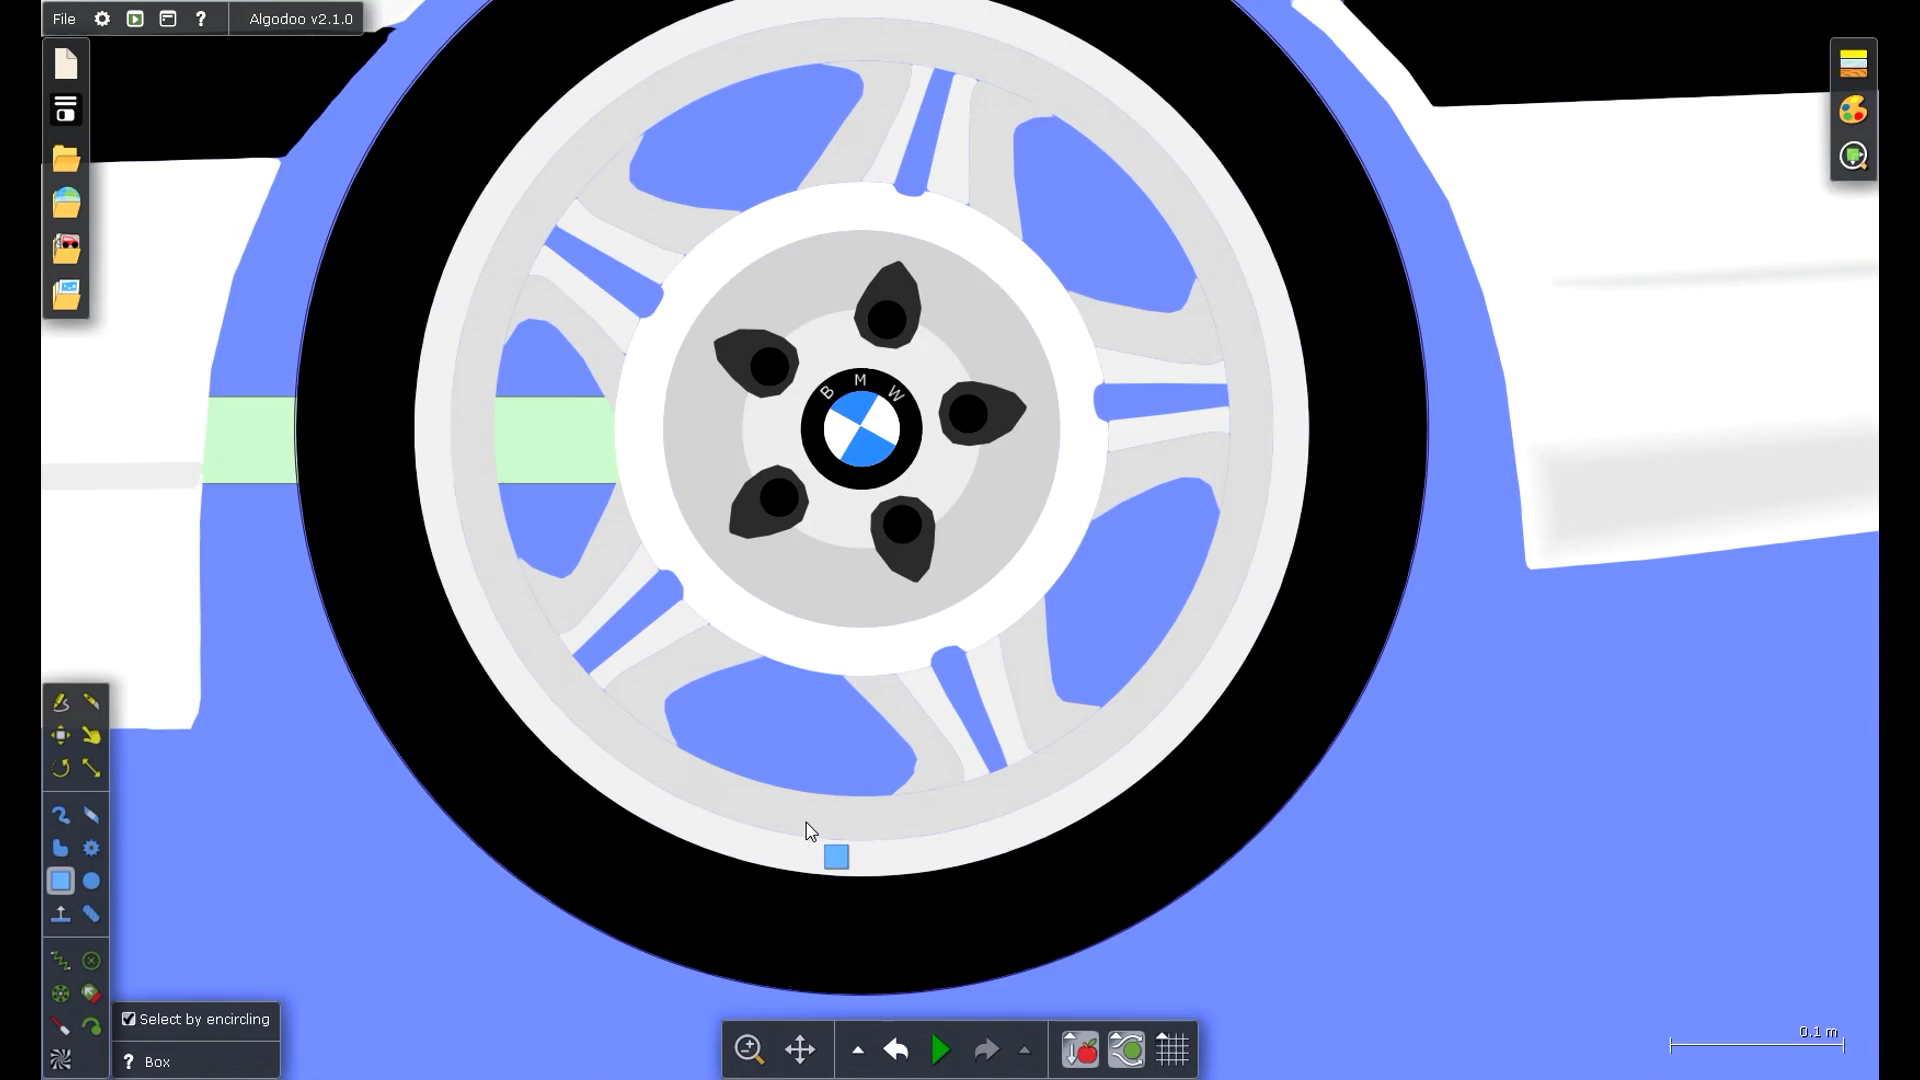 File ? Algodoo v2.1.0
B M W
Select by encircling
? Box
0.1 m